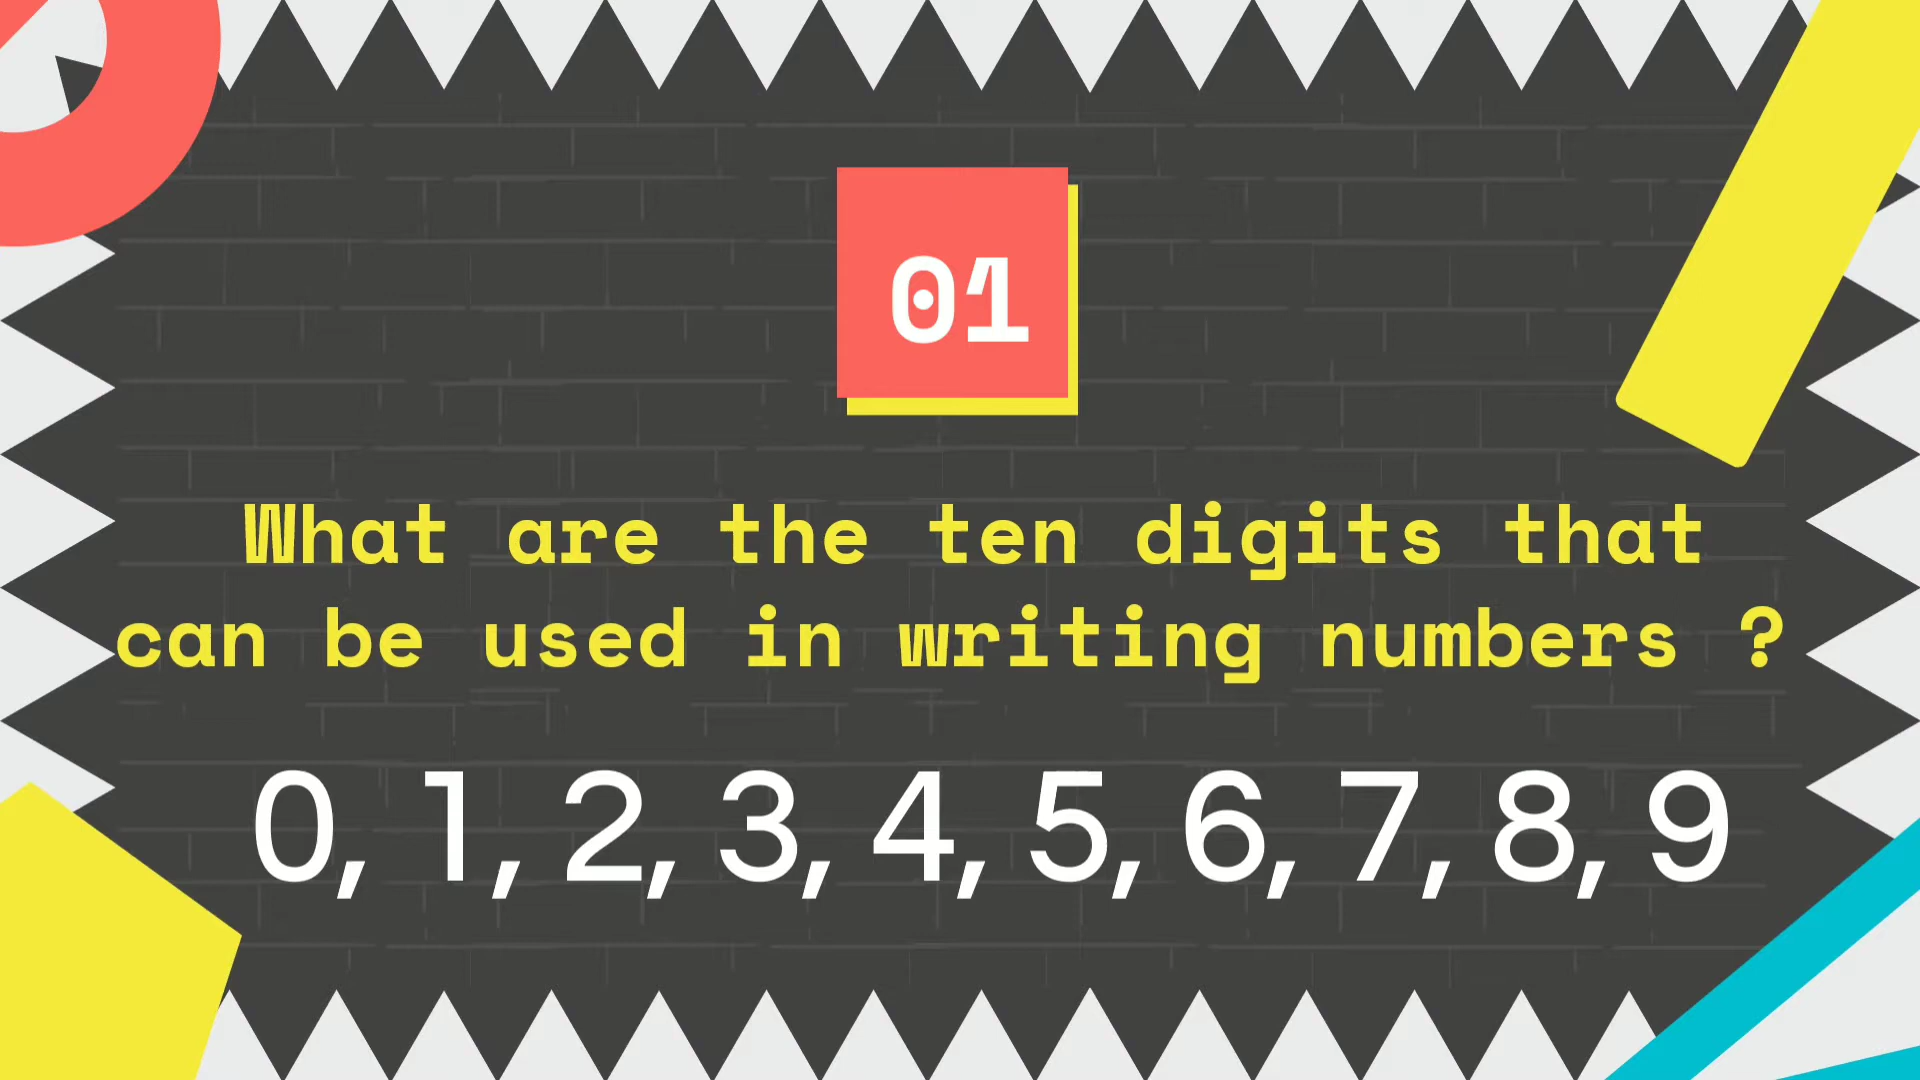 01
What are the ten digits that
can be used in writing numbers ?
0, 1, 2, 3, 4, 5, 6, 7, 8, 9